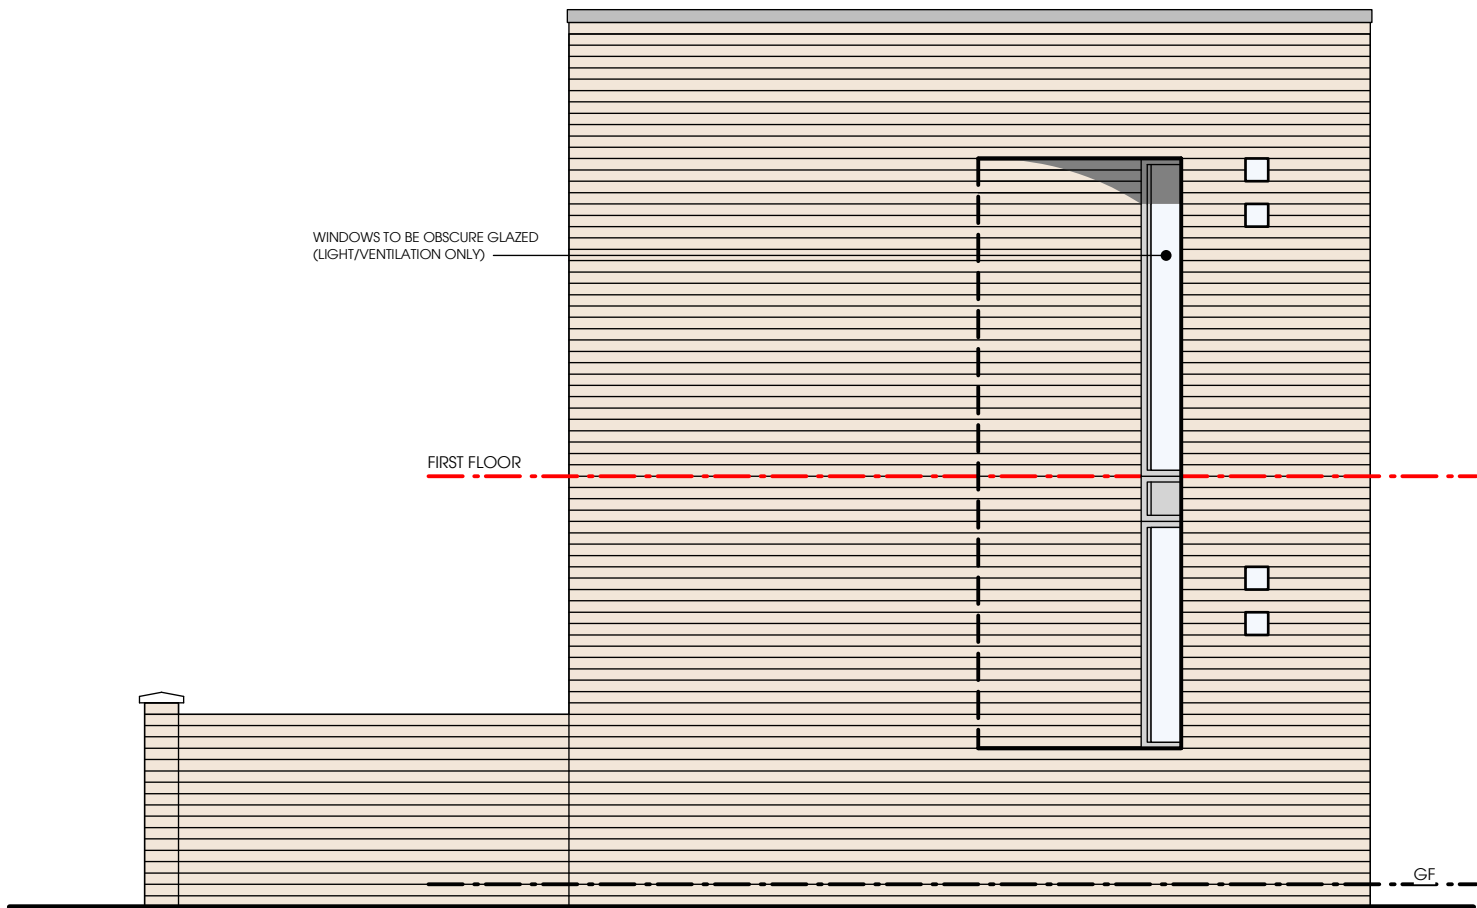 WINDOWS TO BE OBSCURE GLAZED
(LIGHT/VENTILATION ONLY)
FIRST FLOOR
GF